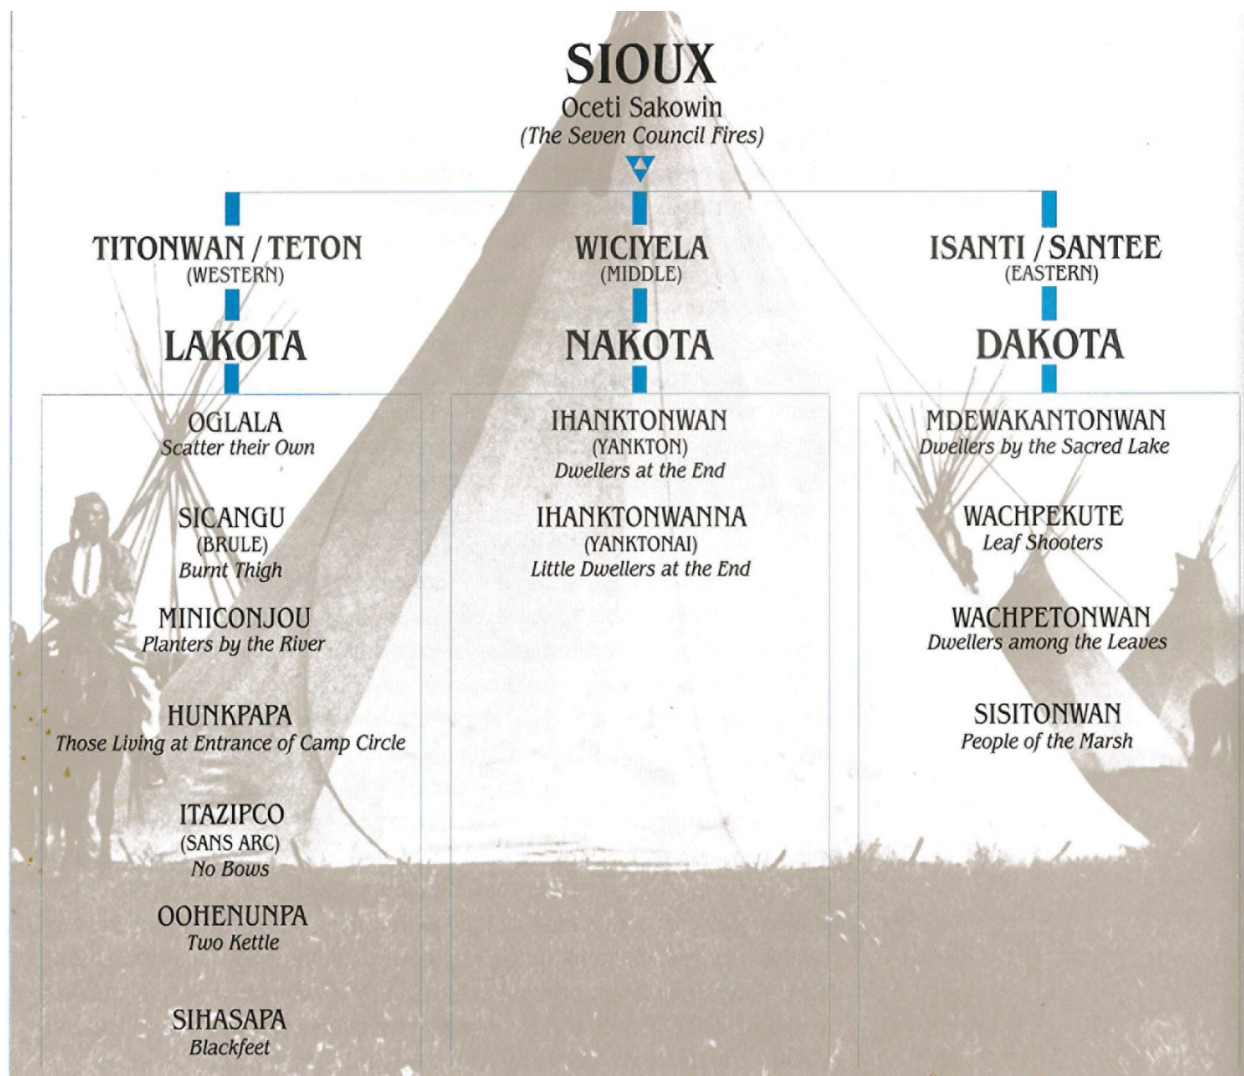 SIOUX
Oceti Sakowin
(The Seven Council Fires)
TITONWAN / TETON
(WESTERN)
LAKOTA
OGLALA
Scatter their Own
SICANGU
(BRULE)
Burnt Thigh
MINICONJOU
Planters by the River
HUNKPAPA
Those Living at Entrance of Camp Circle
ITAZIPCO
(SANS ARC)
No Bows
OOHENUNPA
Two Kettle
SIHASAPA
Blackfeet
WICIYELA
(MIDDLE)
NAKOTA
IHANKTONWAN
(YANKTON)
Dwellers at the End
IHANKTONWANNA
(YANKTONAI)
Little Dwellers at the End
ISANTI / SANTEE
(EASTERN)
DAKOTA
MDEWAKANTONWAN
Dwellers by the Sacred Lake
WACHPEKUTE
Leaf Shooters
WACHPETONWAN
Dwellers among the Leaves
SISITONWAN
People of the Marsh